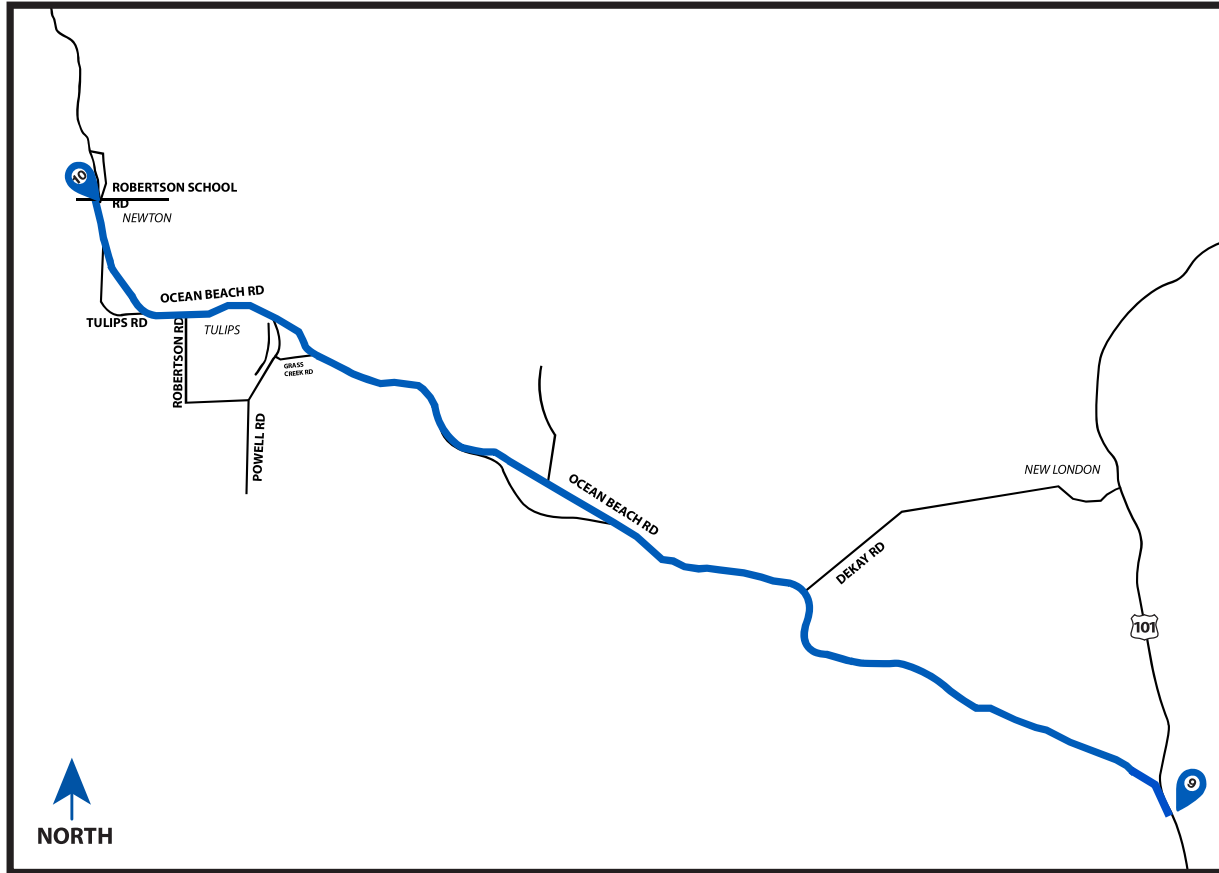 10
ROBERTSON SCHOOL
RD
NEWTON
OCEAN BEACH RD
TULIPS RD
TULIPS
ROBERTSON RD
GRASS
CREEK RD
POWELL RD
OCEAN BEACH RD
NEW LONDON
DEKAY RD
101
9
NORTH